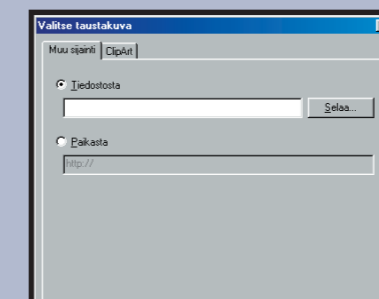 Valitse taustakuva
Muu sijainti ClipArt
Tiedostosta
Selaa...
Paikasta
http://